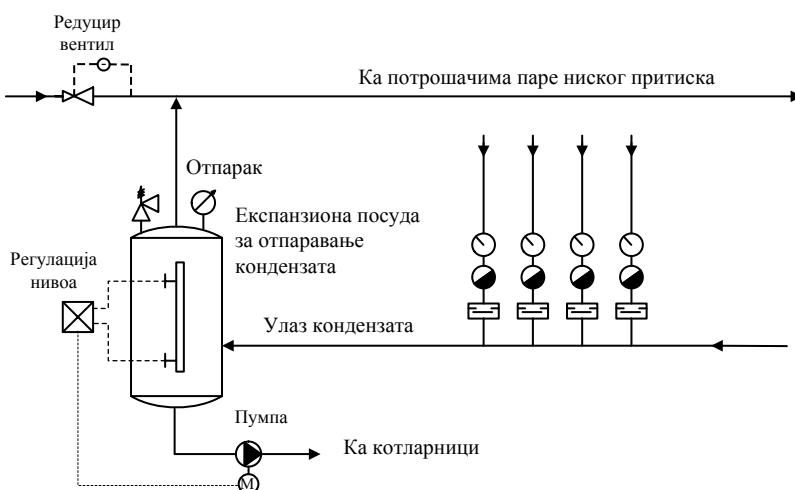 Редуцир
вентил
Ка потрошачима паре ниског притиска
Отпарак
Експанзиона посуда
за отпаравање
кондензата
Регулација
нивоа
Улаз кондензата
Пумпа
Ка котларници
М